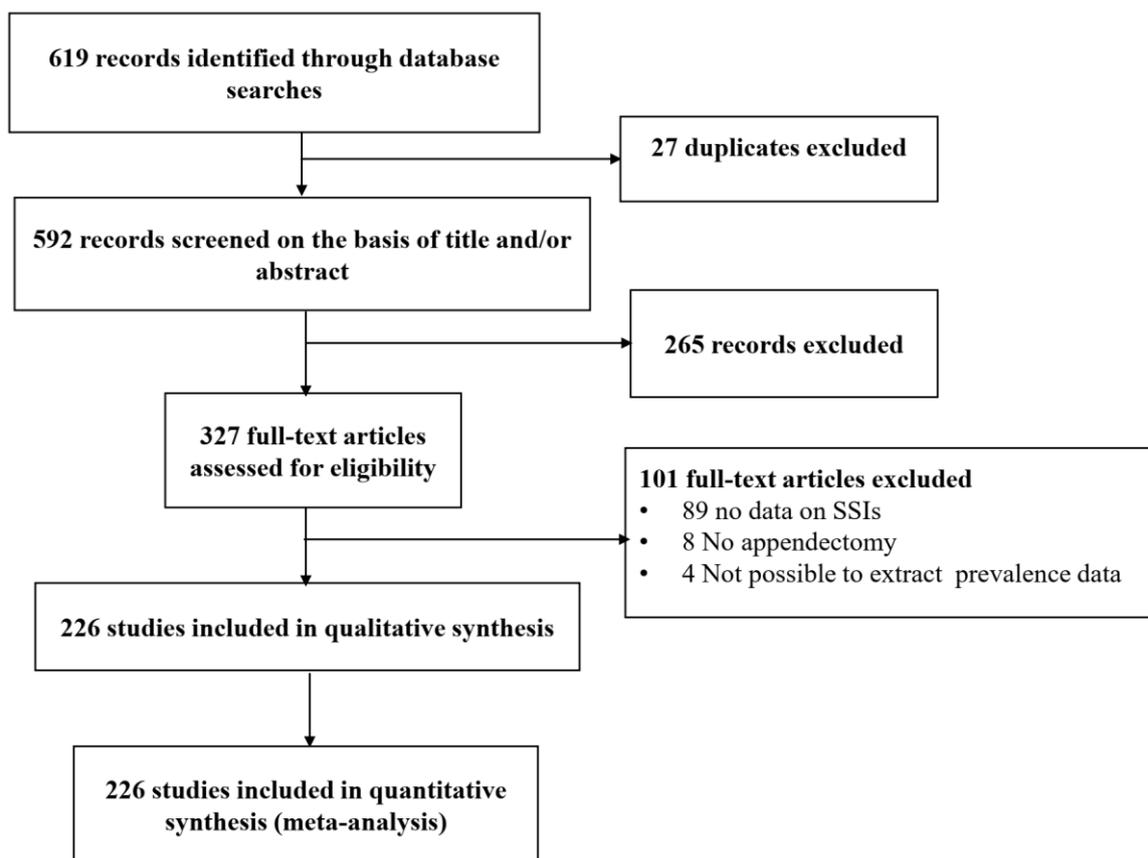 619 records identified through database
searches
27 duplicates excluded
592 records screened on the basis of title and/or
abstract
265 records excluded
327 full-text articles
assessed for eligibility
101 full-text articles excluded
• 89 no data on SSIs
• 8 No appendectomy
• 4 Not possible to extract prevalence data
226 studies included in qualitative synthesis
226 studies included in quantitative
synthesis (meta-analysis)